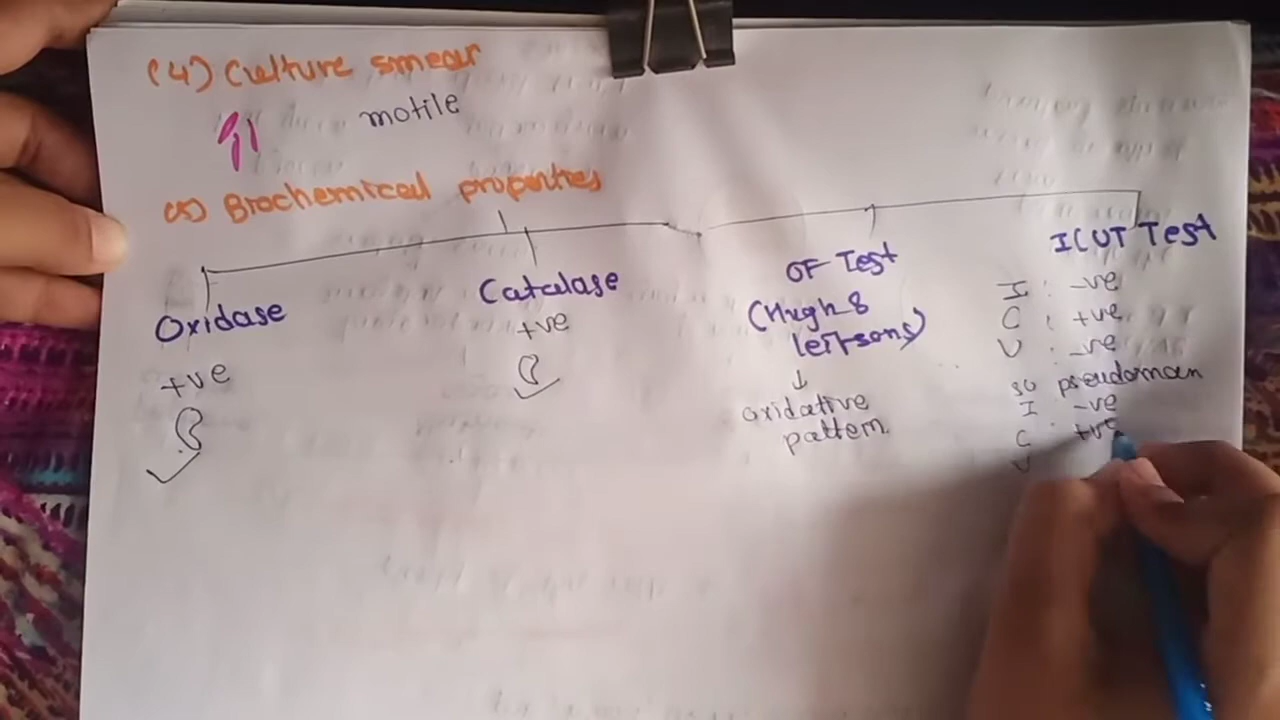 (4) Culture smear
motile
(5) Biochemical properties
Oxidase
+ve
Catalase
+ve
OF Test
(Hugh &
leifsons)
↓
oxidative
pattern
ICUT Test
I : -ve
C : +ve
U : -ve
so pseudomon
I : -ve
C +ve
U